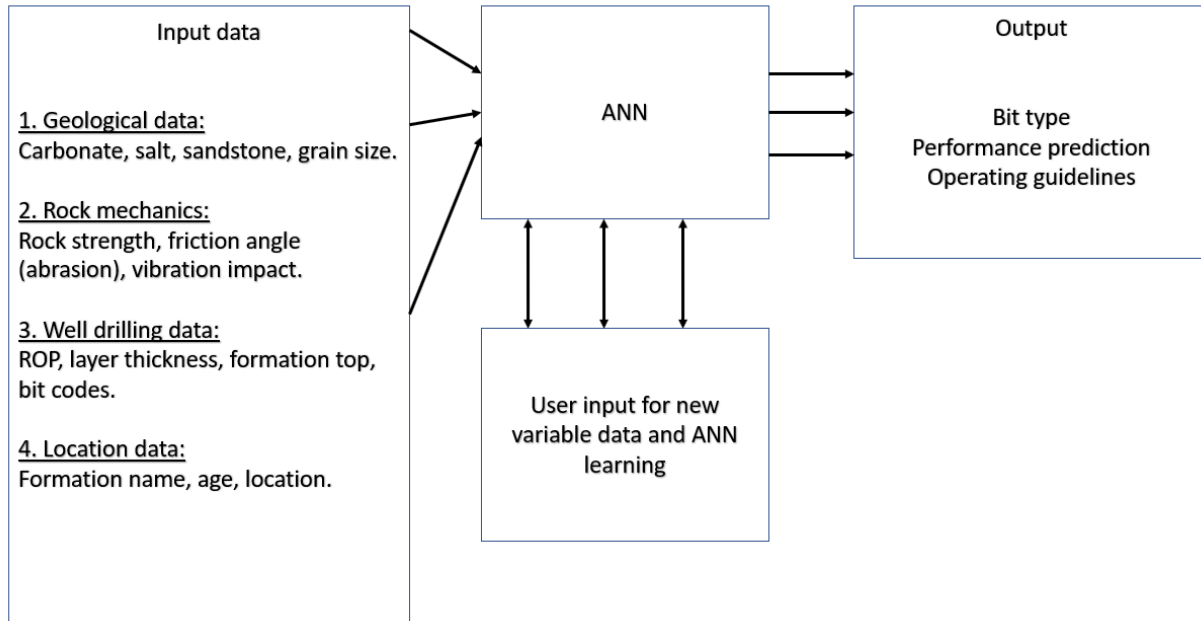 Input data
1. Geological data:
Carbonate, salt, sandstone, grain size.
2. Rock mechanics:
Rock strength, friction angle
(abrasion), vibration impact.
3. Well drilling data:
ROP, layer thickness, formation top,
bit codes.
4. Location data:
Formation name, age, location.
ANN
User input for new
variable data and ANN
learning
Output
Bit type
Performance prediction
Operating guidelines